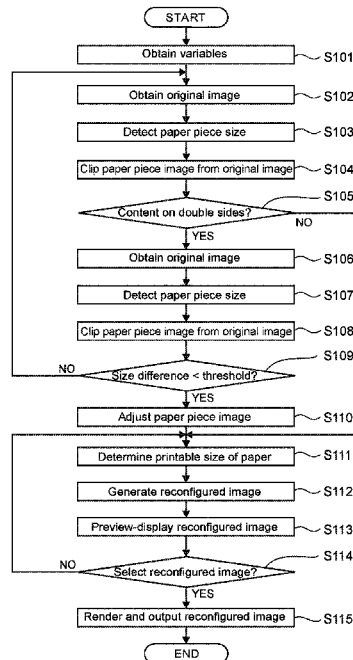 START
Obtain variables
S101
Obtain original image
S102
Detect paper piece size
S103
Clip paper piece image from original image
S104
Content on double sides?
S105
NO
YES
Obtain original image
S106
Detect paper piece size
S107
Clip paper piece image from original image
S108
Size difference < threshold?
S109
NO
YES
Adjust paper piece image
S110
Determine printable size of paper
S111
Generate reconfigured image
S112
Preview-display reconfigured image
S113
Select reconfigured image?
S114
NO
YES
Render and output reconfigured image
S115
END